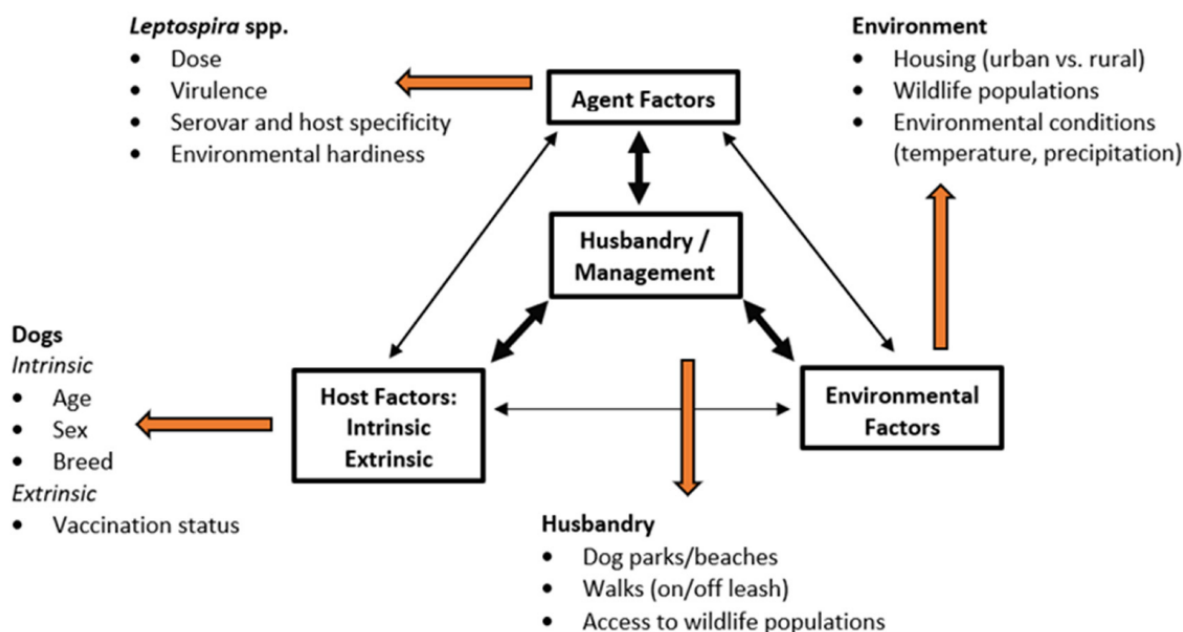 Leptospira spp.
• Dose
• Virulence
• Serovar and host specificity
• Environmental hardiness
Agent Factors
Environment
• Housing (urban vs. rural)
• Wildlife populations
• Environmental conditions
(temperature, precipitation)
Husbandry /
Management
Dogs
Intrinsic
• Age
• Sex
• Breed
Extrinsic
• Vaccination status
Host Factors:
Intrinsic
Extrinsic
Environmental
Factors
Husbandry
• Dog parks/beaches
• Walks (on/off leash)
• Access to wildlife populations